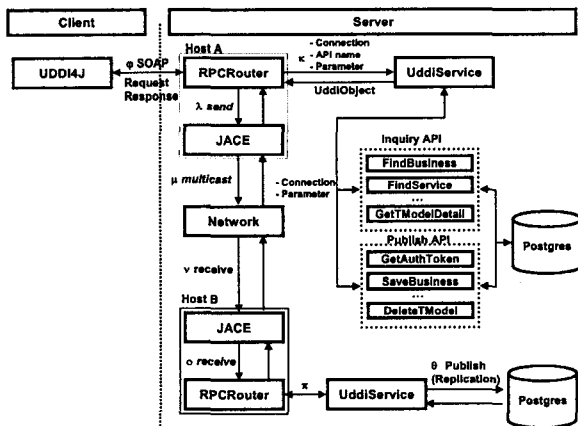 Client
Server
Host A
UDDI4J
φ SOAP
Request
Response
RPCRouter
κ
- Connection
- API name
- Parameter
UddiObject
UddiService
λ send
JACE
μ multicast
- Connection
- Parameter
Network
ν receive
Inquiry API
FindBusiness
FindService
...
GetTModelDetail
Publish API
GetAuthToken
SaveBusiness
...
DeleteTModel
Postgres
Host B
JACE
ο receive
RPCRouter
π
UddiService
θ Publish
(Replication)
Postgres